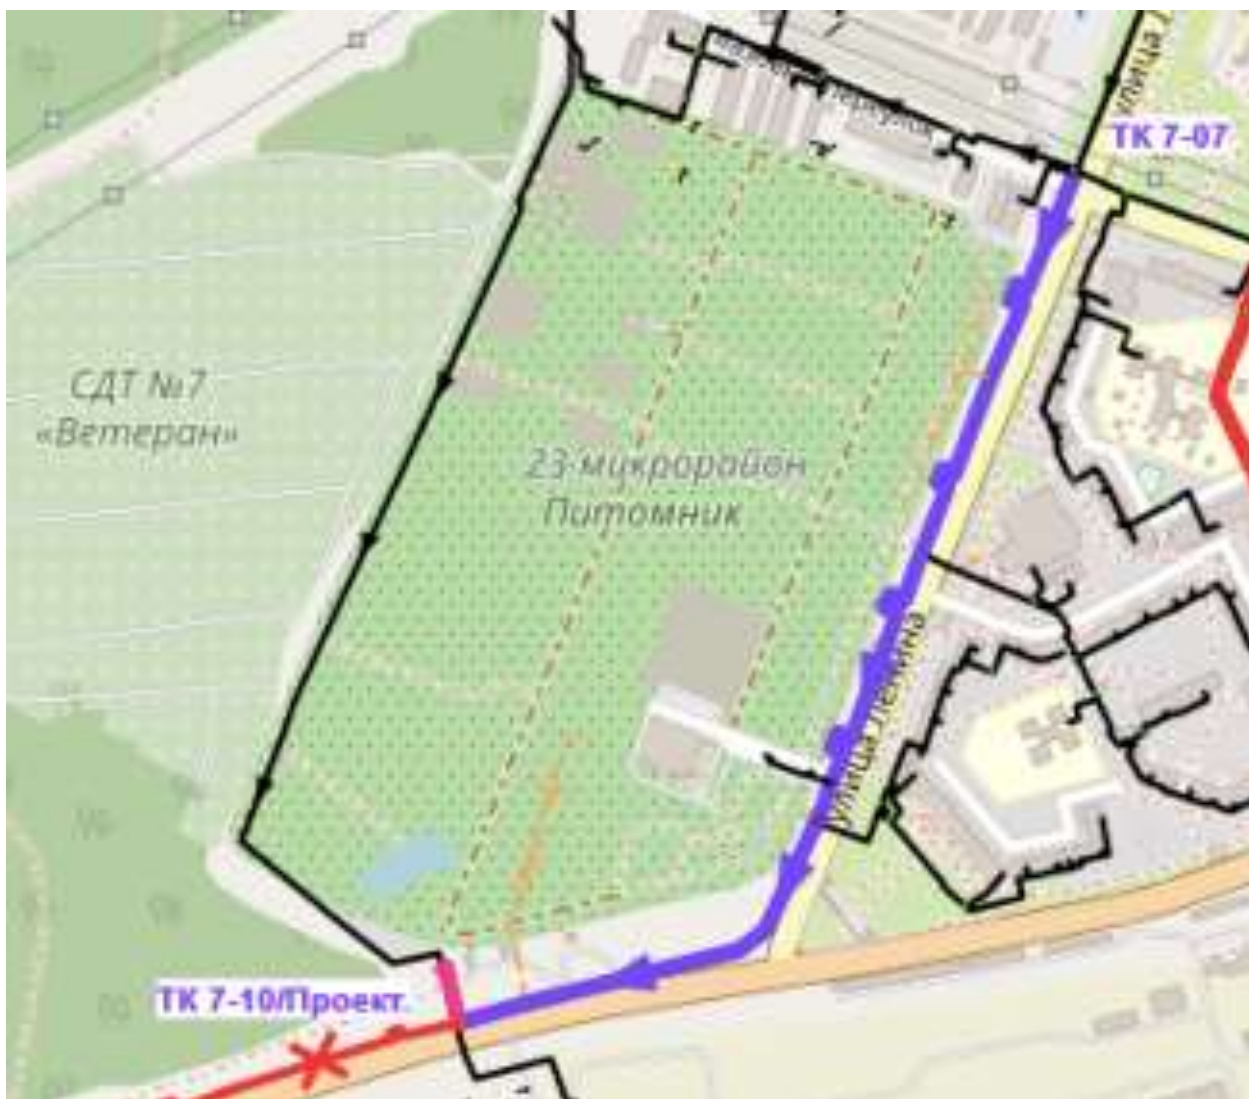 ТК 7-07
СДТ №7
«Ветеран»
23 микрорайон
Питомник
улица Ленина
ТК 7-10/Проект.